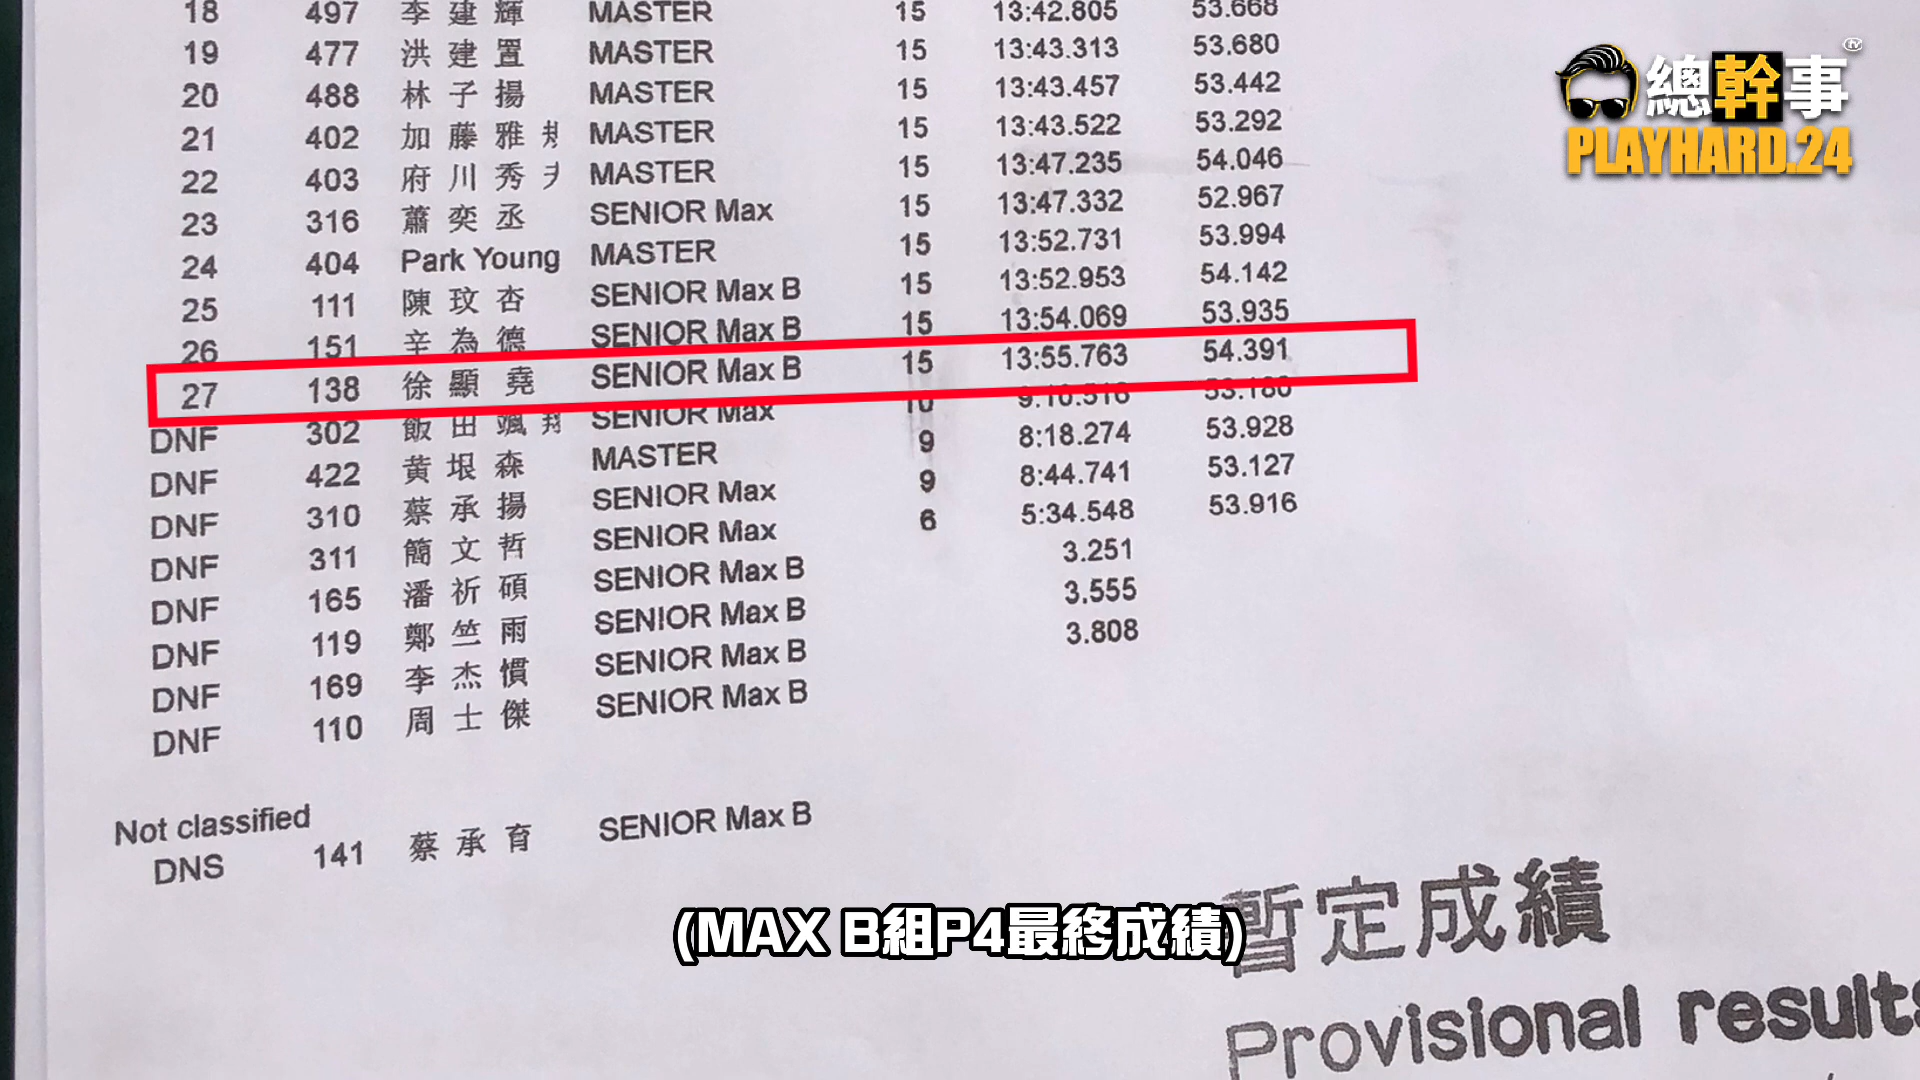 18 497 李建輝 MASTER 15 13:42.805 53.668
19 477 洪建置 MASTER 15 13:43.313 53.680
20 488 林子揚 MASTER 15 13:43.457 53.442
21 402 加藤雅 MASTER 15 13:43.522 53.292
22 403 府川秀 MASTER 15 13:47.235 54.046
23 316 蕭奕丞 SENIOR Max 15 13:47.332 52.967
24 404 Park Young MASTER 15 13:52.731 53.994
25 111 陳玟杏 SENIOR Max B 15 13:52.953 54.142
26 151 辛為德 SENIOR Max B 15 13:54.069 53.935
27 138 徐顯堯 SENIOR Max B 15 13:55.763 54.391
DNF 302 飯田颯 SENIOR Max 10 9:10.516 53.180
DNF 422 黃垠森 MASTER 9 8:18.274 53.928
DNF 310 蔡承揚 SENIOR Max 9 8:44.741 53.127
DNF 311 簡文哲 SENIOR Max 6 5:34.548 53.916
DNF 165 潘祈碩 SENIOR Max B 3.251
DNF 119 鄭竺雨 SENIOR Max B 3.555
DNF 169 李杰慣 SENIOR Max B 3.808
DNF 110 周士傑 SENIOR Max B
Not classified
DNS 141 蔡承育 SENIOR Max B
暫定成績
Provisional results
(MAX B組P4最終成績)
總幹事 tv
PLAYHARD.24